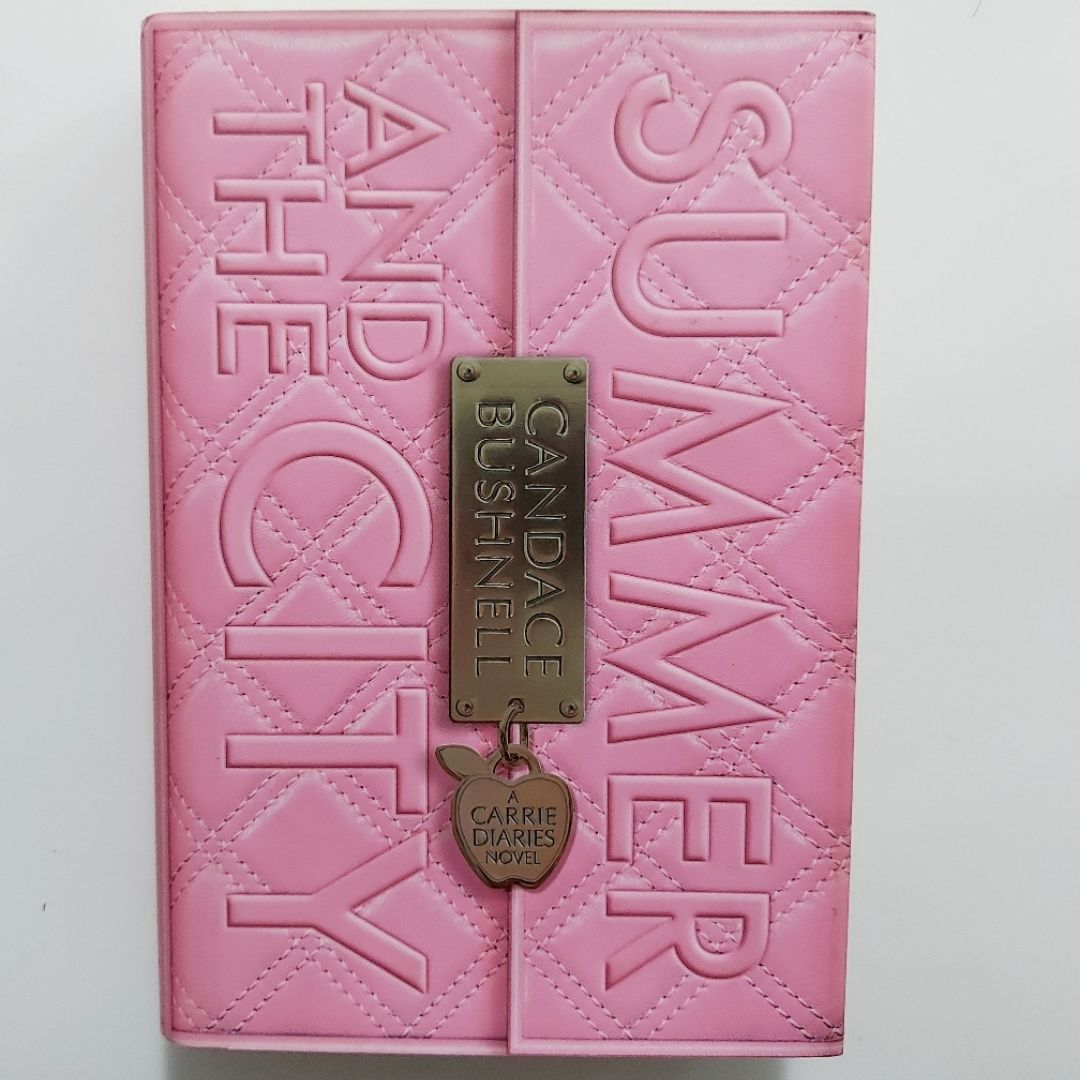 SUMMER
AND
THE
CITY
CANDACE
BUSHNELL
A
CARRIE
DIARIES
NOVEL